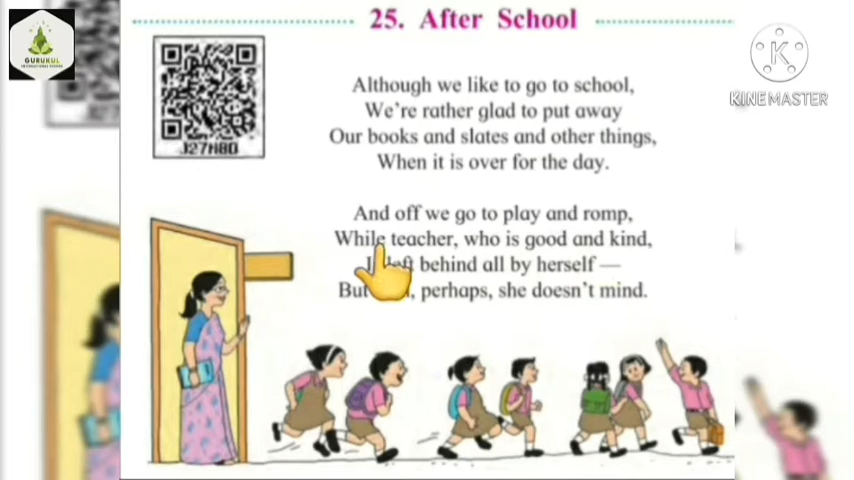 25. After School
GURUKUL
KINEMASTER
J27H8D
Although we like to go to school,
We're rather glad to put away
Our books and slates and other things,
When it is over for the day.
And off we go to play and romp,
While teacher, who is good and kind,
left behind all by herself —
But perhaps, she doesn't mind.